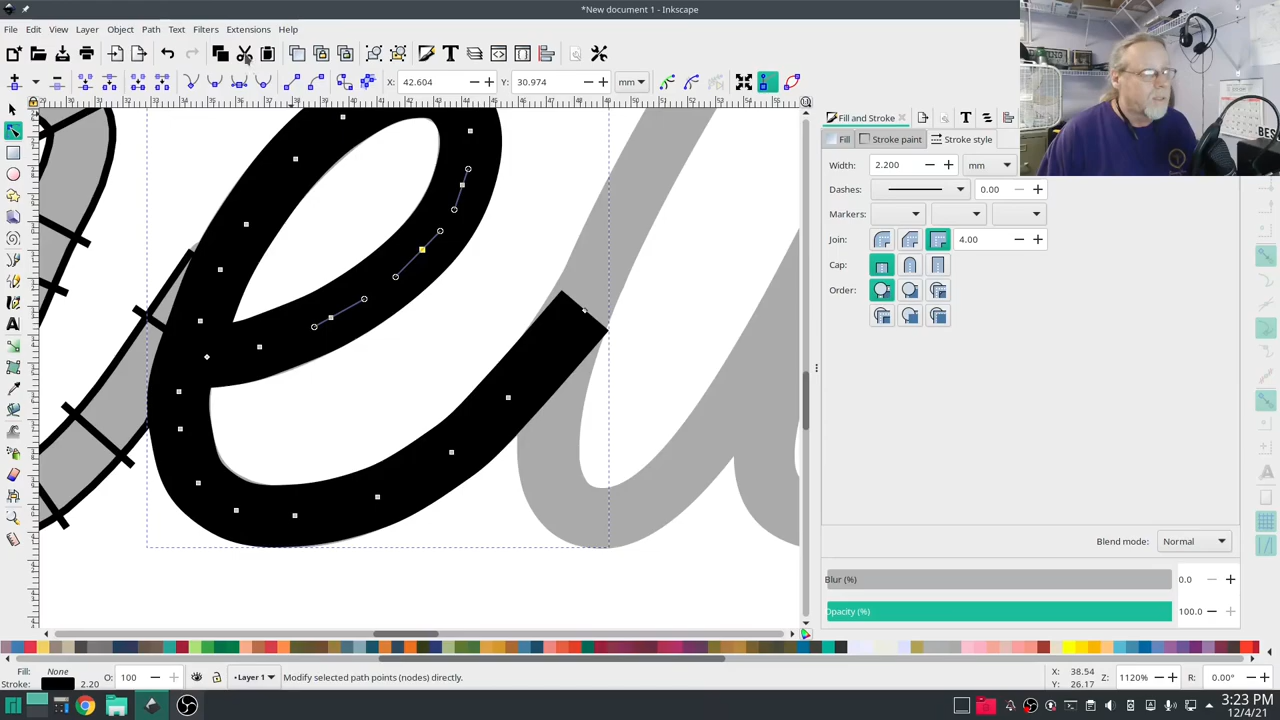 *New document 1 - Inkscape
File Edit View Layer Object Path Text Filters Extensions Help
X: 42.604 Y: 30.974 mm
Fill and Stroke
Fill Stroke paint Stroke style
Width: 2.200 mm
Dashes: 0.00
Markers:
Join: 4.00
Cap:
Order:
Blend mode: Normal
Blur (%) 0.0
Opacity (%) 100.0
Fill: None
Stroke: 2.20
O: 100
Layer 1
Modify selected path points (nodes) directly.
X: 38.54
Y: 26.17
Z: 1120%
R: 0.00°
3:23 PM
12/4/21